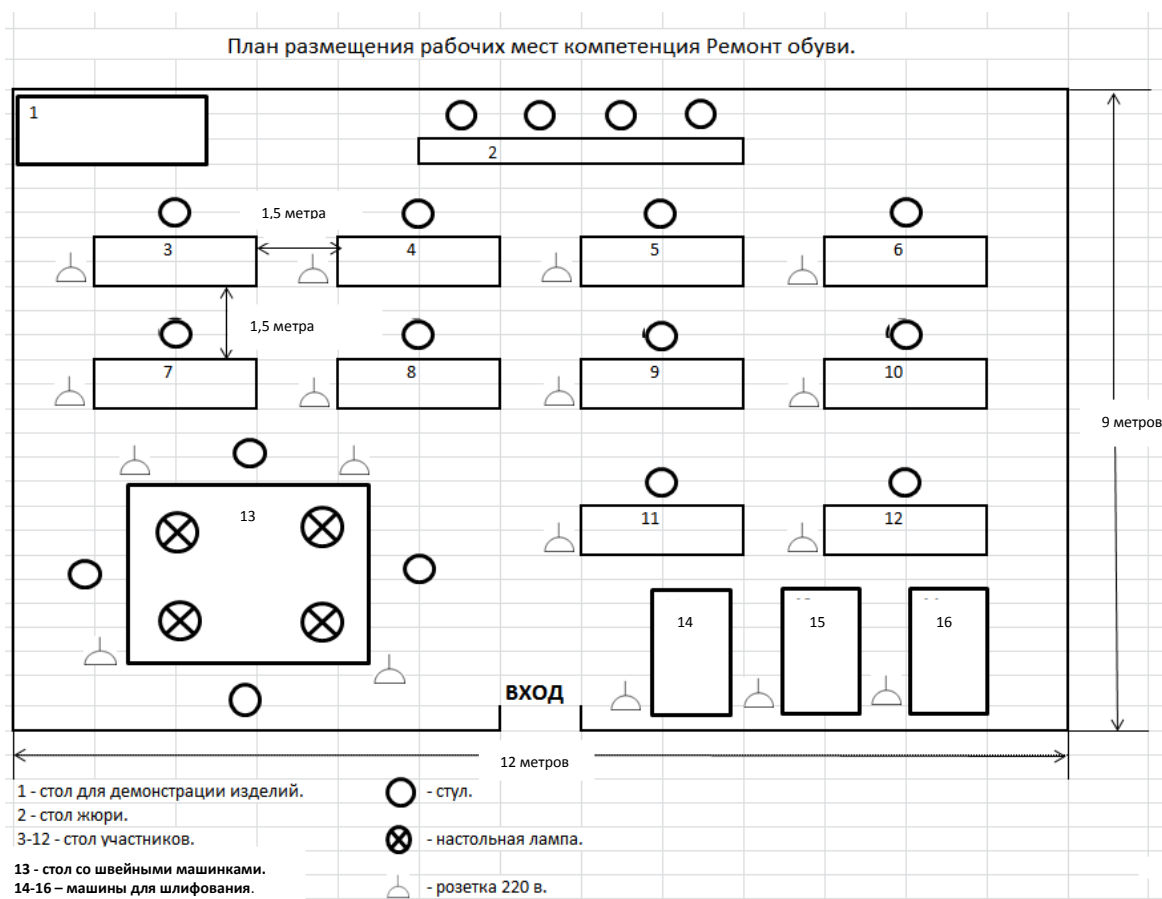 План размещения рабочих мест компетенция Ремонт обуви.
1
2
1,5 метра
3
4
5
6
1,5 метра
7
8
9
10
9 метров
13
11
12
14
15
16
ВХОД
12 метров
1 - стол для демонстрации изделий.
- стул.
2 - стол жюри.
3-12 - стол участников.
- настольная лампа.
13 - стол со швейными машинками.
14-16 – машины для шлифования.
- розетка 220 в.